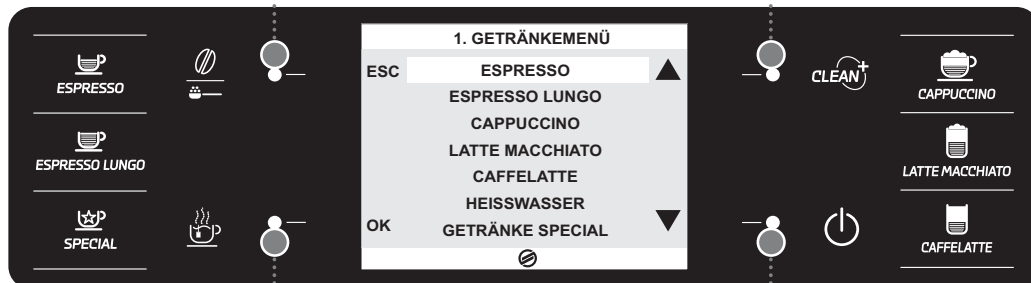 ESPRESSO
ESPRESSO LUNGO
SPECIAL
1. GETRÄNKEMENÜ
ESC
ESPRESSO
ESPRESSO LUNGO
CAPPUCCINO
LATTE MACCHIATO
CAFFELATTE
HEISSWASSER
OK
GETRÄNKE SPECIAL
CLEAN+
CAPPUCCINO
LATTE MACCHIATO
CAFFELATTE